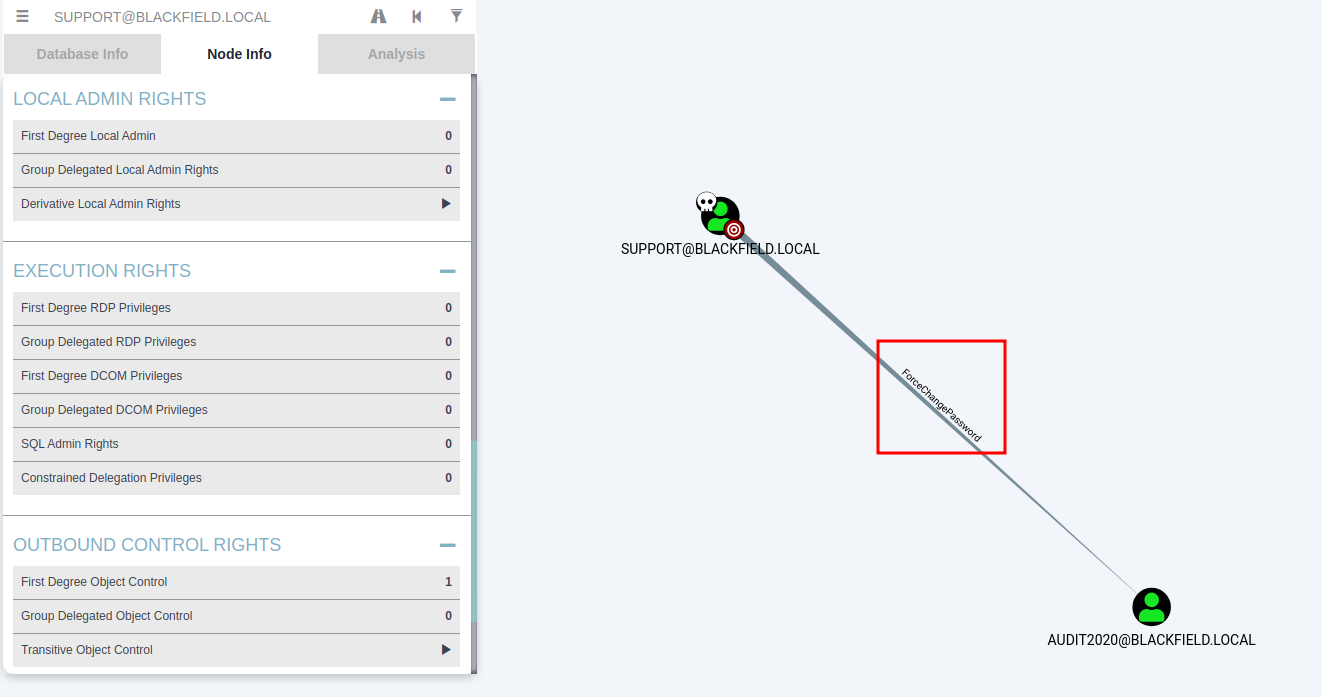 SUPPORT@BLACKFIELD.LOCAL
Database Info
Node Info
Analysis
LOCAL ADMIN RIGHTS
First Degree Local Admin 0
Group Delegated Local Admin Rights 0
Derivative Local Admin Rights
EXECUTION RIGHTS
First Degree RDP Privileges 0
Group Delegated RDP Privileges 0
First Degree DCOM Privileges 0
Group Delegated DCOM Privileges 0
SQL Admin Rights 0
Constrained Delegation Privileges 0
OUTBOUND CONTROL RIGHTS
First Degree Object Control 1
Group Delegated Object Control 0
Transitive Object Control
SUPPORT@BLACKFIELD.LOCAL
ForceChangePassword
AUDIT2020@BLACKFIELD.LOCAL